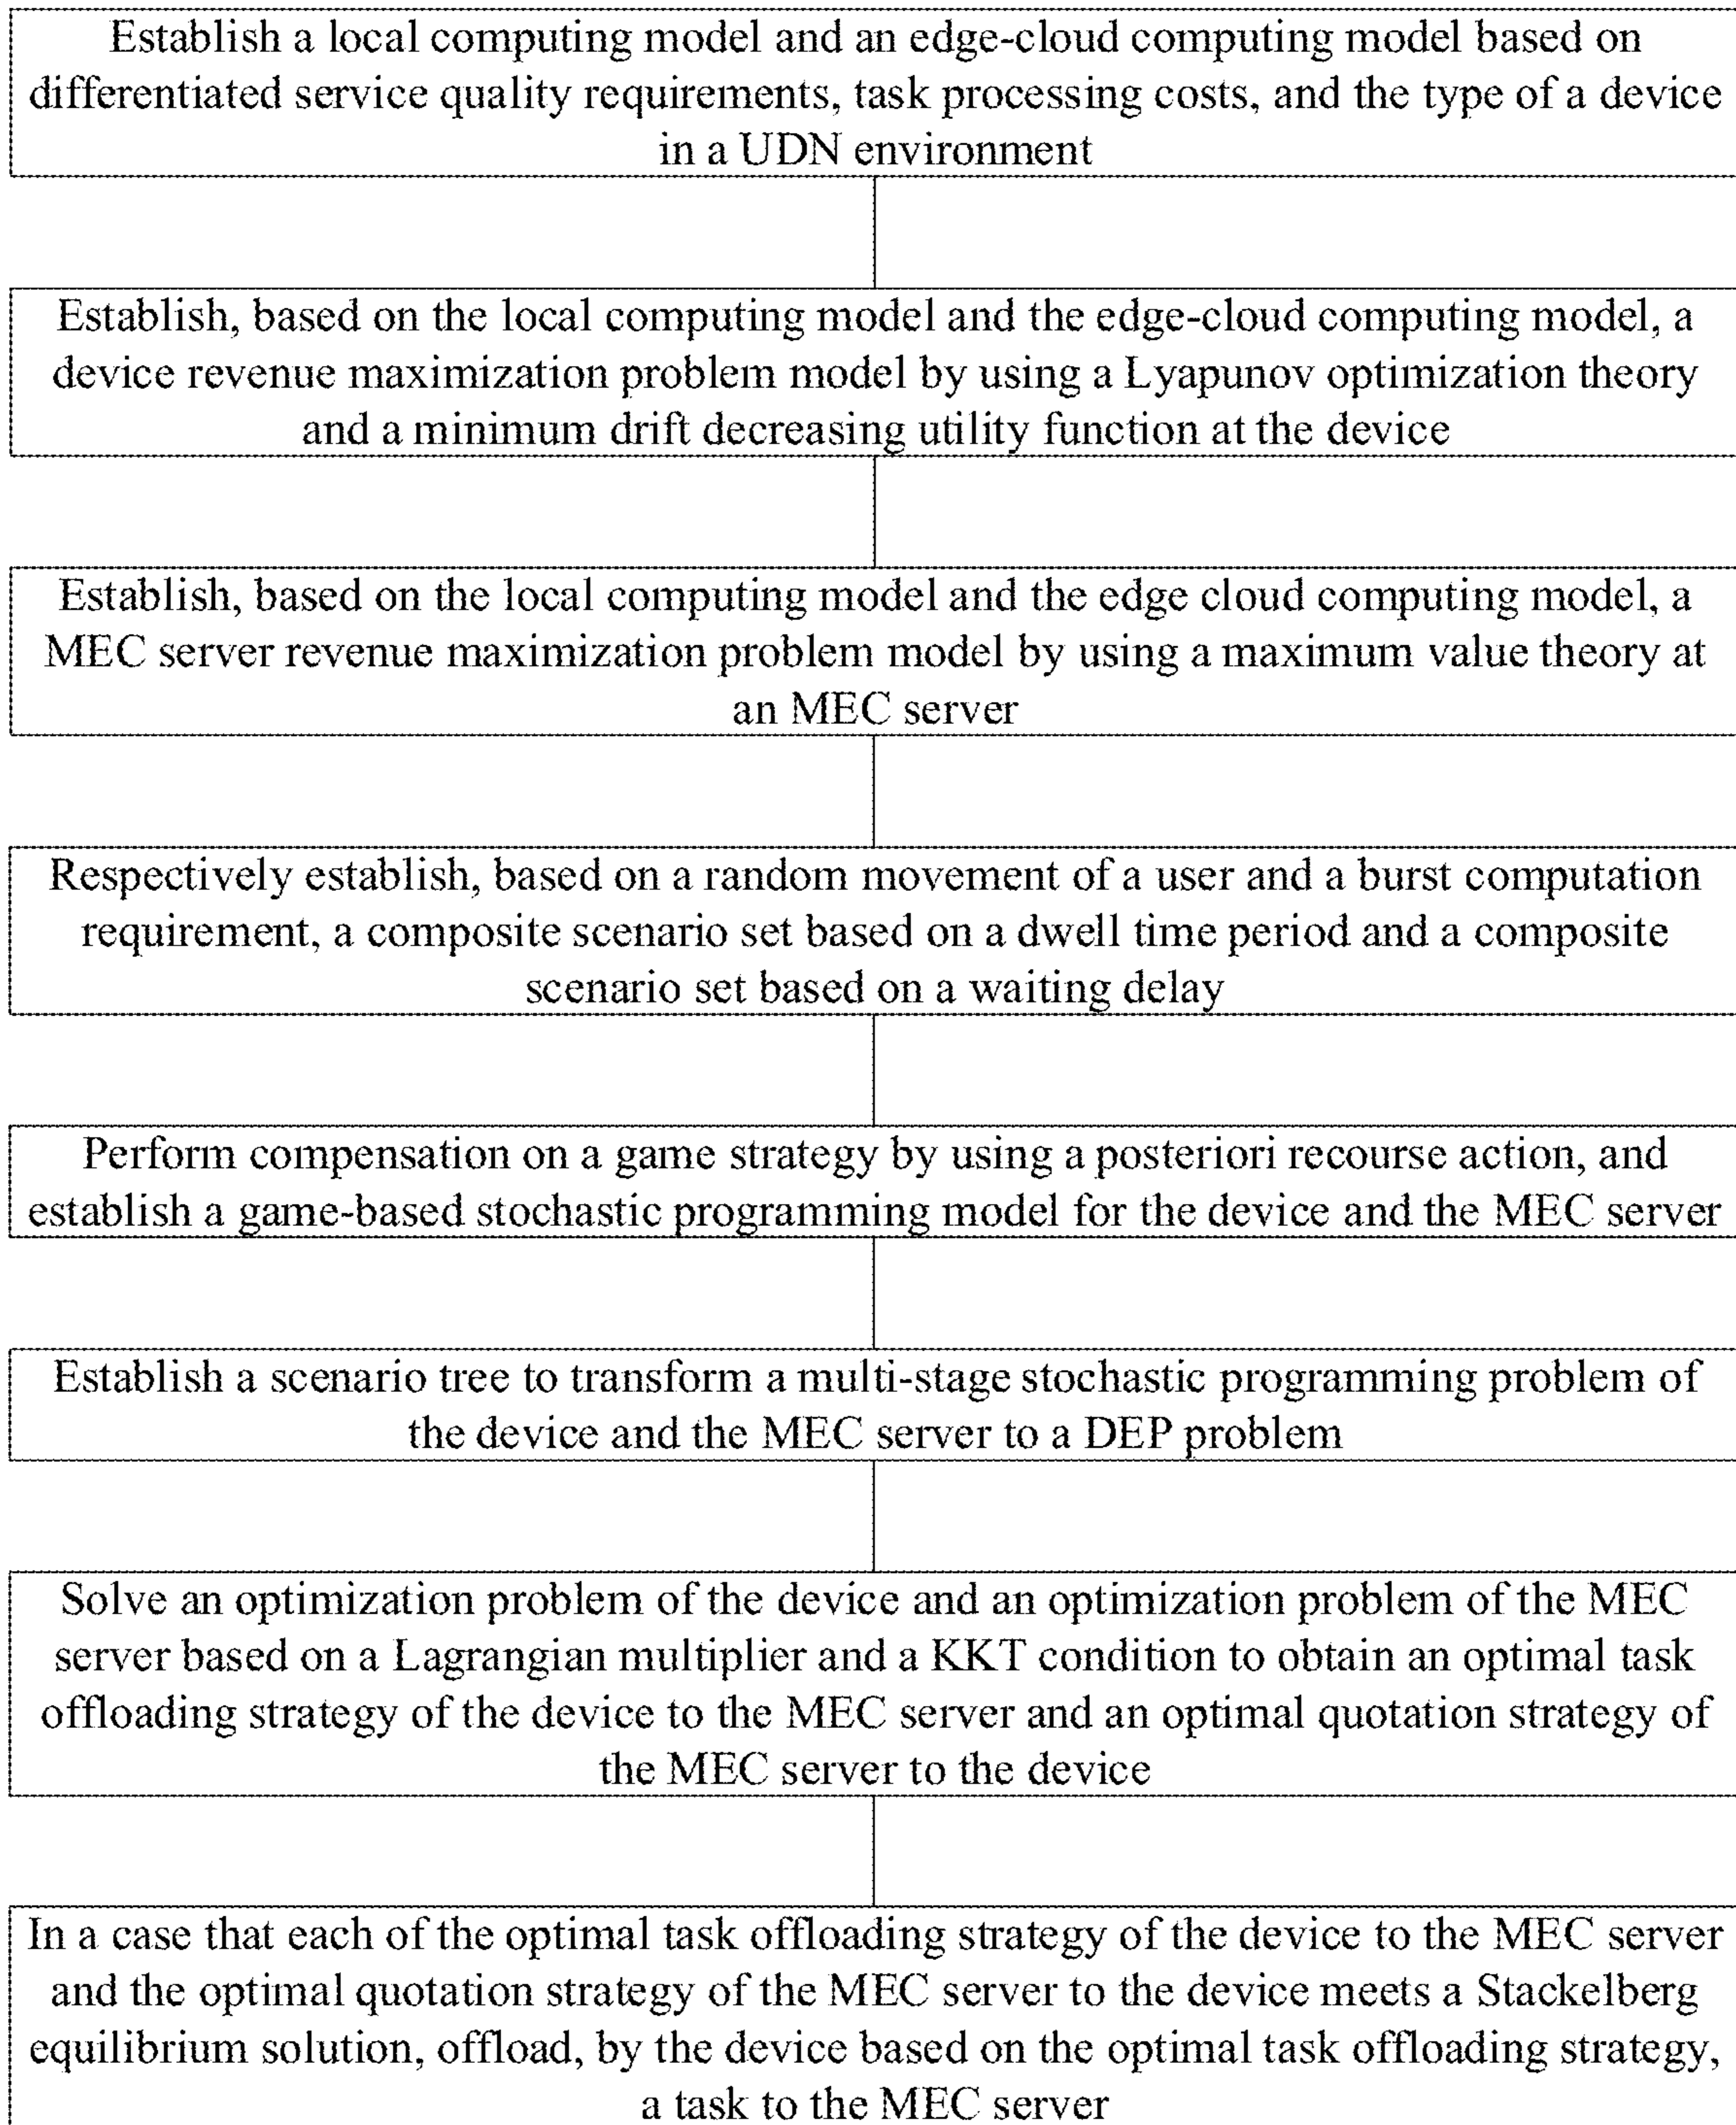 Establish a local computing model and an edge-cloud computing model based on
differentiated service quality requirements, task processing costs, and the type of a device
in a UDN environment
Establish, based on the local computing model and the edge-cloud computing model, a
device revenue maximization problem model by using a Lyapunov optimization theory
and a minimum drift decreasing utility function at the device
Establish, based on the local computing model and the edge cloud computing model, a
MEC server revenue maximization problem model by using a maximum value theory at
an MEC server
Respectively establish, based on a random movement of a user and a burst computation
requirement, a composite scenario set based on a dwell time period and a composite
scenario set based on a waiting delay
Perform compensation on a game strategy by using a posteriori recourse action, and
establish a game-based stochastic programming model for the device and the MEC server
Establish a scenario tree to transform a multi-stage stochastic programming problem of
the device and the MEC server to a DEP problem
Solve an optimization problem of the device and an optimization problem of the MEC
server based on a Lagrangian multiplier and a KKT condition to obtain an optimal task
offloading strategy of the device to the MEC server and an optimal quotation strategy of
the MEC server to the device
In a case that each of the optimal task offloading strategy of the device to the MEC server
and the optimal quotation strategy of the MEC server to the device meets a Stackelberg
equilibrium solution, offload, by the device based on the optimal task offloading strategy,
a task to the MEC server